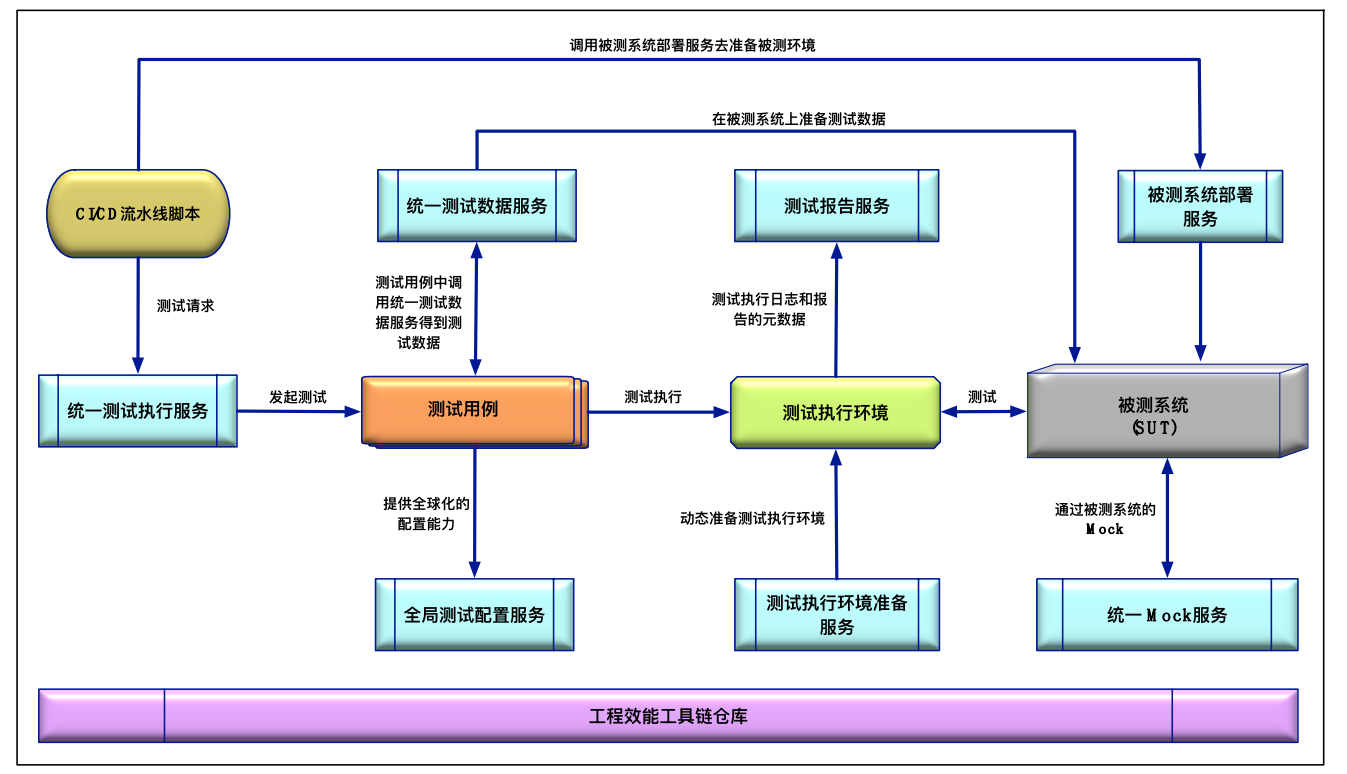 调用被测系统部署服务去准备被测环境
在被测系统上准备测试数据
CI/CD流水线脚本
统一测试数据服务
测试报告服务
被测系统部署
服务
测试请求
测试用例中调
用统一测试数
据服务得到测
试数据
测试执行日志和报
告的元数据
统一测试执行服务
发起测试
测试用例
测试执行
测试执行环境
测试
被测系统
(SUT)
提供全球化的
配置能力
动态准备测试执行环境
通过被测系统的
Mock
全局测试配置服务
测试执行环境准备
服务
统一Mock服务
工程效能工具链仓库